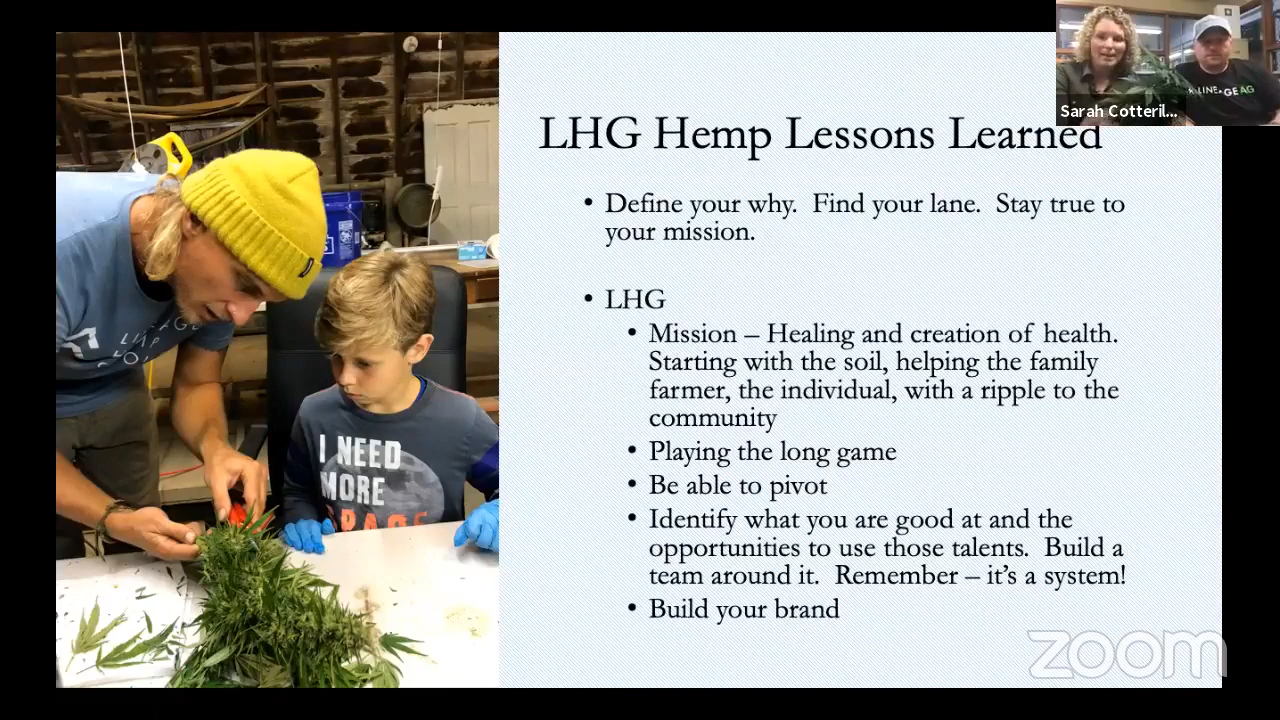 Sarah Cotteril...
LINE GE AG
LHG Hemp Lessons Learned
• Define your why.  Find your lane.  Stay true to
your mission.
• LHG
• Mission – Healing and creation of health.
Starting with the soil, helping the family
farmer, the individual, with a ripple to the
community
• Playing the long game
• Be able to pivot
• Identify what you are good at and the
opportunities to use those talents.  Build a
team around it.  Remember – it's a system!
• Build your brand
I NEED
MORE
zoom